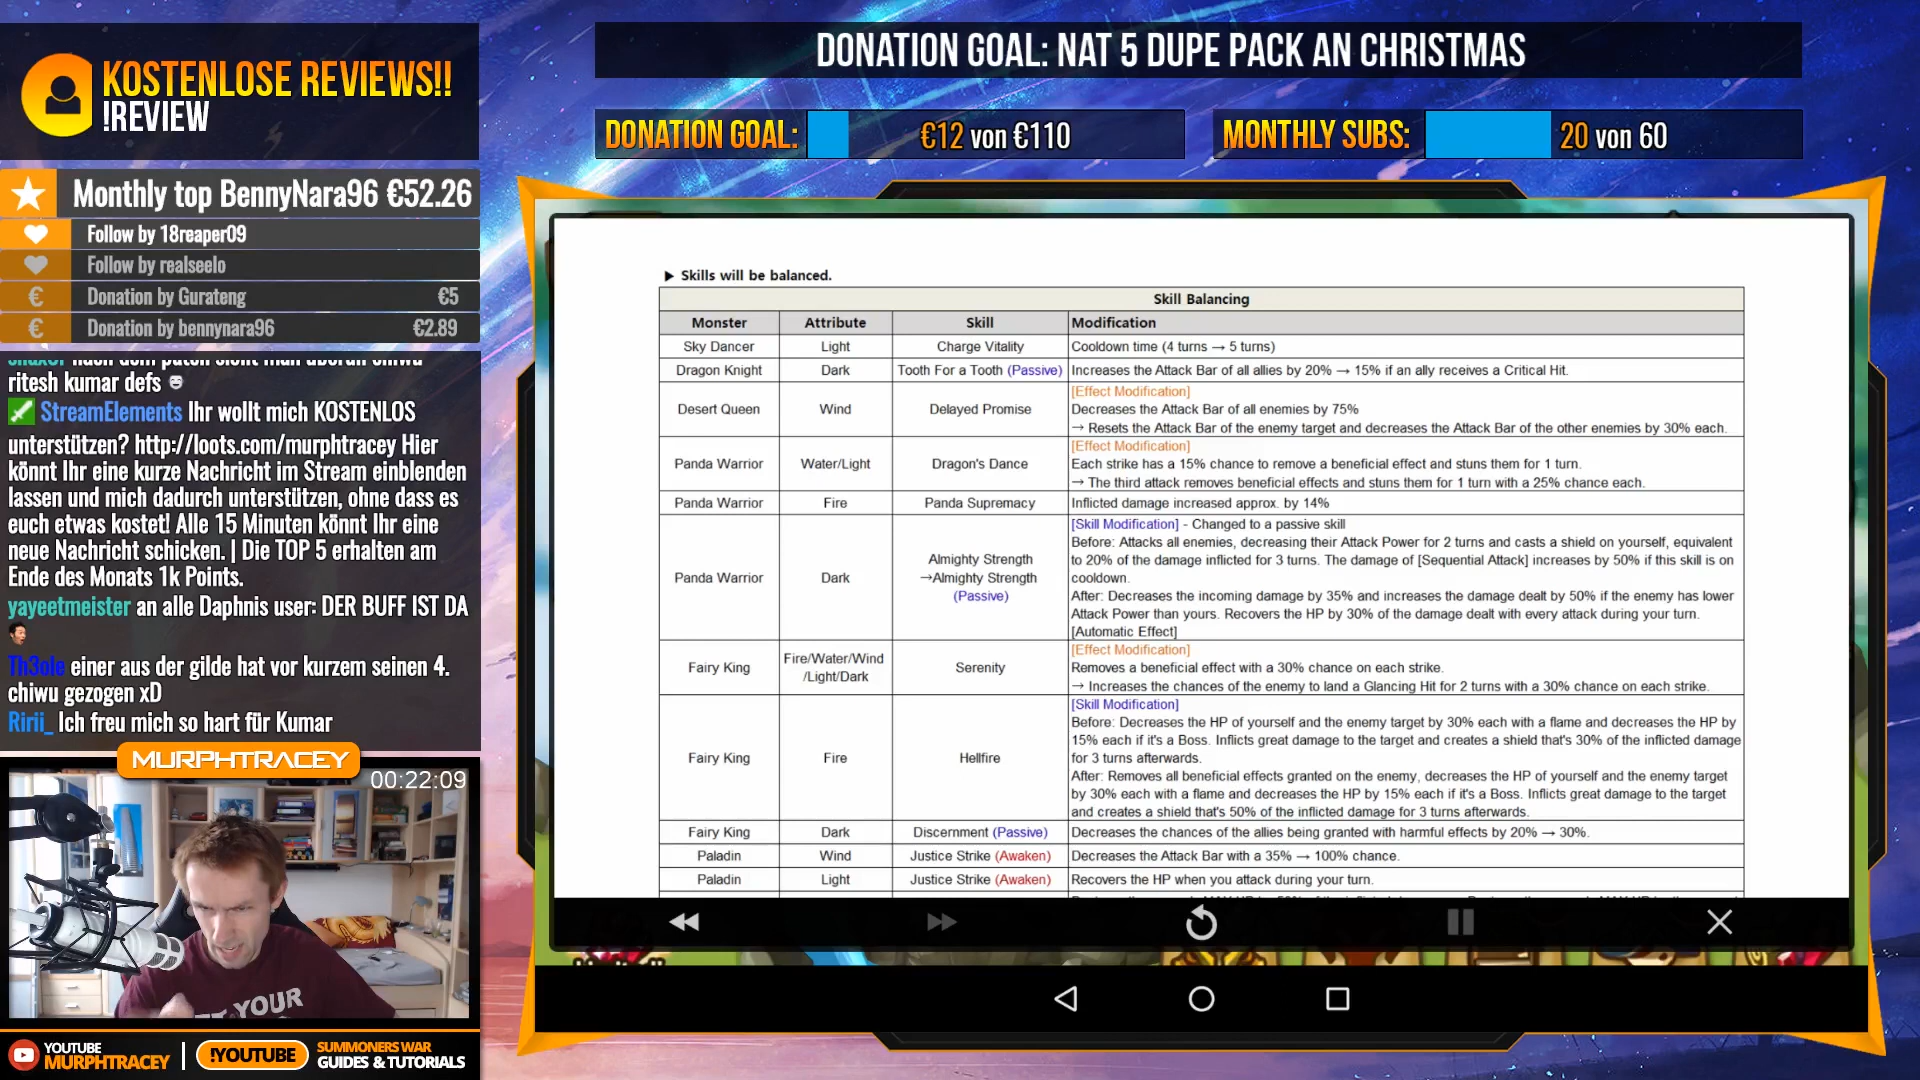 KOSTENLOSE REVIEWS!!
!REVIEW
Monthly top BennyNara96 €52.26
Follow by 18reaper09
Follow by realseelo
Donation by Gurateng €5
Donation by bennynara96 €2.89
ritesh kumar defs
StreamElements Ihr wollt mich KOSTENLOS
unterstützen? http://loots.com/murphtracey Hier
könnt Ihr eine kurze Nachricht im Stream einblenden
lassen und mich dadurch unterstützen, ohne dass es
euch etwas kostet! Alle 15 Minuten könnt Ihr eine
neue Nachricht schicken. | Die TOP 5 erhalten am
Ende des Monats 1k Points.
yayeetmeister an alle Daphnis user: DER BUFF IST DA
Th3ole einer aus der gilde hat vor kurzem seinen 4.
chiwu gezogen xD
Ririi_ Ich freu mich so hart für Kumar
MURPHTRACEY
00:22:09
YOUR
YOUTUBE
MURPHTRACEY
!YOUTUBE
SUMMONERS WAR
GUIDES & TUTORIALS
DONATION GOAL: NAT 5 DUPE PACK AN CHRISTMAS
DONATION GOAL: €12 von €110
MONTHLY SUBS: 20 von 60
▶ Skills will be balanced.
Skill Balancing
Monster Attribute Skill Modification
Sky Dancer Light Charge Vitality Cooldown time (4 turns → 5 turns)
Dragon Knight Dark Tooth For a Tooth (Passive) Increases the Attack Bar of all allies by 20% → 15% if an ally receives a Critical Hit.
Desert Queen Wind Delayed Promise [Effect Modification]
Decreases the Attack Bar of all enemies by 75%
→ Resets the Attack Bar of the enemy target and decreases the Attack Bar of the other enemies by 30% each.
Panda Warrior Water/Light Dragon's Dance [Effect Modification]
Each strike has a 15% chance to remove a beneficial effect and stuns them for 1 turn.
→ The third attack removes beneficial effects and stuns them for 1 turn with a 25% chance each.
Panda Warrior Fire Panda Supremacy Inflicted damage increased approx. by 14%
Panda Warrior Dark Almighty Strength
→Almighty Strength
(Passive)
[Skill Modification] - Changed to a passive skill
Before: Attacks all enemies, decreasing their Attack Power for 2 turns and casts a shield on yourself, equivalent
to 20% of the damage inflicted for 3 turns. The damage of [Sequential Attack] increases by 50% if this skill is on
cooldown.
After: Decreases the incoming damage by 35% and increases the damage dealt by 50% if the enemy has lower
Attack Power than yours. Recovers the HP by 30% of the damage dealt with every attack during your turn.
[Automatic Effect]
Fairy King Fire/Water/Wind
/Light/Dark
Serenity
[Effect Modification]
Removes a beneficial effect with a 30% chance on each strike.
→ Increases the chances of the enemy to land a Glancing Hit for 2 turns with a 30% chance on each strike.
Fairy King Fire Hellfire
[Skill Modification]
Before: Decreases the HP of yourself and the enemy target by 30% each with a flame and decreases the HP by
15% each if it's a Boss. Inflicts great damage to the target and creates a shield that's 30% of the inflicted damage
for 3 turns afterwards.
After: Removes all beneficial effects granted on the enemy, decreases the HP of yourself and the enemy target
by 30% each with a flame and decreases the HP by 15% each if it's a Boss. Inflicts great damage to the target
and creates a shield that's 50% of the inflicted damage for 3 turns afterwards.
Fairy King Dark Discernment (Passive) Decreases the chances of the allies being granted with harmful effects by 20% → 30%.
Paladin Wind Justice Strike (Awaken) Decreases the Attack Bar with a 35% → 100% chance.
Paladin Light Justice Strike (Awaken) Recovers the HP when you attack during your turn.